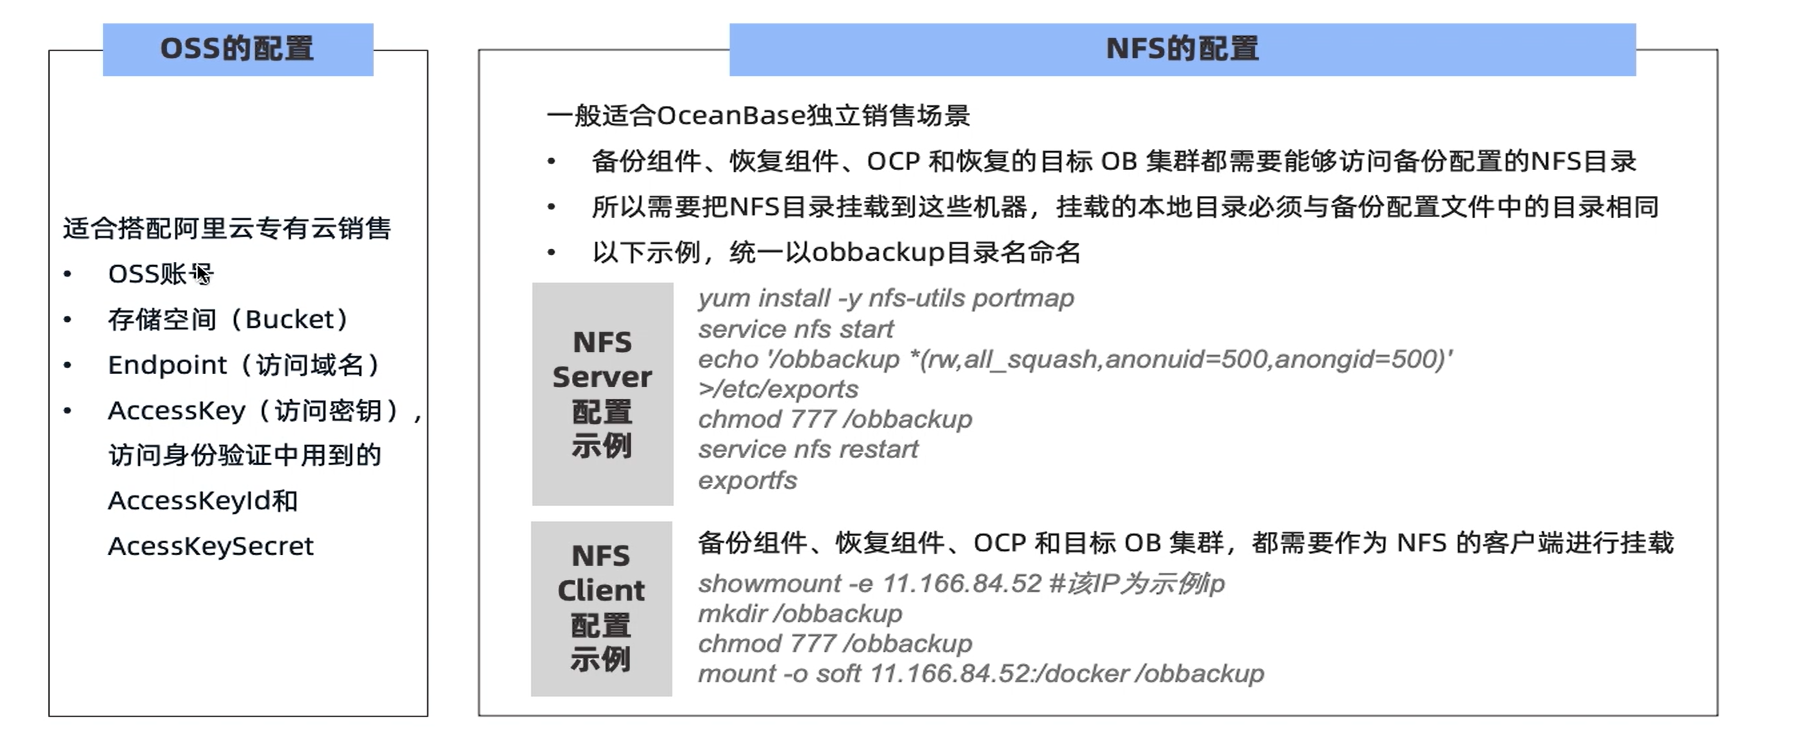 OSS的配置
适合搭配阿里云专有云销售
• OSS账号
• 存储空间（Bucket）
• Endpoint（访问域名）
• AccessKey（访问密钥），
访问身份验证中用到的
AccessKeyId和
AcessKeySecret
NFS的配置
一般适合OceanBase独立销售场景
• 备份组件、恢复组件、OCP 和恢复的目标 OB 集群都需要能够访问备份配置的NFS目录
• 所以需要把NFS目录挂载到这些机器，挂载的本地目录必须与备份配置文件中的目录相同
• 以下示例，统一以obbackup目录名命名
NFS
Server
配置
示例
yum install -y nfs-utils portmap
service nfs start
echo '/obbackup *(rw,all_squash,anonuid=500,anongid=500)'
>/etc/exports
chmod 777 /obbackup
service nfs restart
exportfs
NFS
Client
配置
示例
备份组件、恢复组件、OCP 和目标 OB 集群，都需要作为 NFS 的客户端进行挂载
showmount -e 11.166.84.52 #该IP为示例ip
mkdir /obbackup
chmod 777 /obbackup
mount -o soft 11.166.84.52:/docker /obbackup